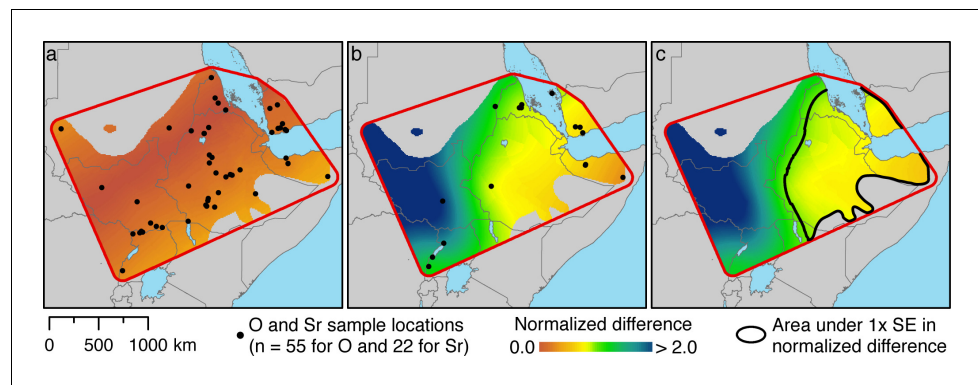 a
b
c
O and Sr sample locations
(n = 55 for O and 22 for Sr)
0 500 1000 km
Normalized difference
0.0 > 2.0
Area under 1x SE in
normalized difference